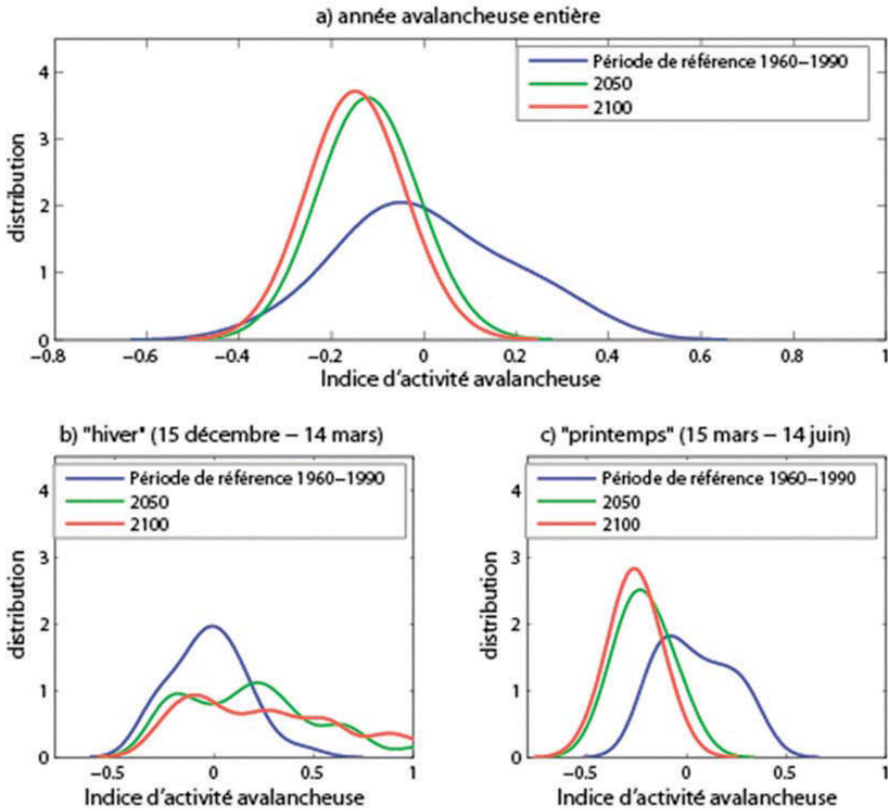 a) année avalancheuse entière
distribution
4
3
2
1
0
Période de référence 1960–1990
2050
2100
−0.8 −0.6 −0.4 −0.2 0 0.2 0.4 0.6 0.8 1
Indice d'activité avalancheuse
b) "hiver" (15 décembre – 14 mars)
distribution
4
3
2
1
0
Période de référence 1960–1990
2050
2100
−0.5 0 0.5 1
Indice d'activité avalancheuse
c) "printemps" (15 mars – 14 juin)
distribution
4
3
2
1
0
Période de référence 1960–1990
2050
2100
−0.5 0 0.5 1
Indice d'activité avalancheuse